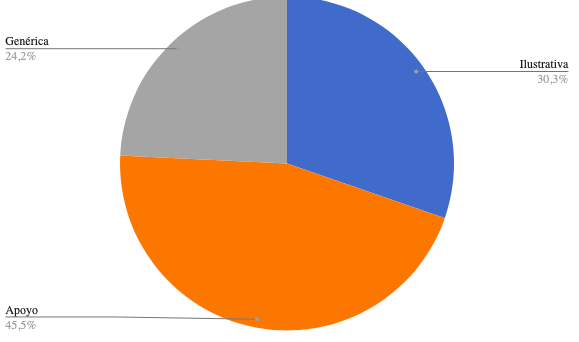 Genérica
24,2%
Ilustrativa
30,3%
Apoyo
45,5%